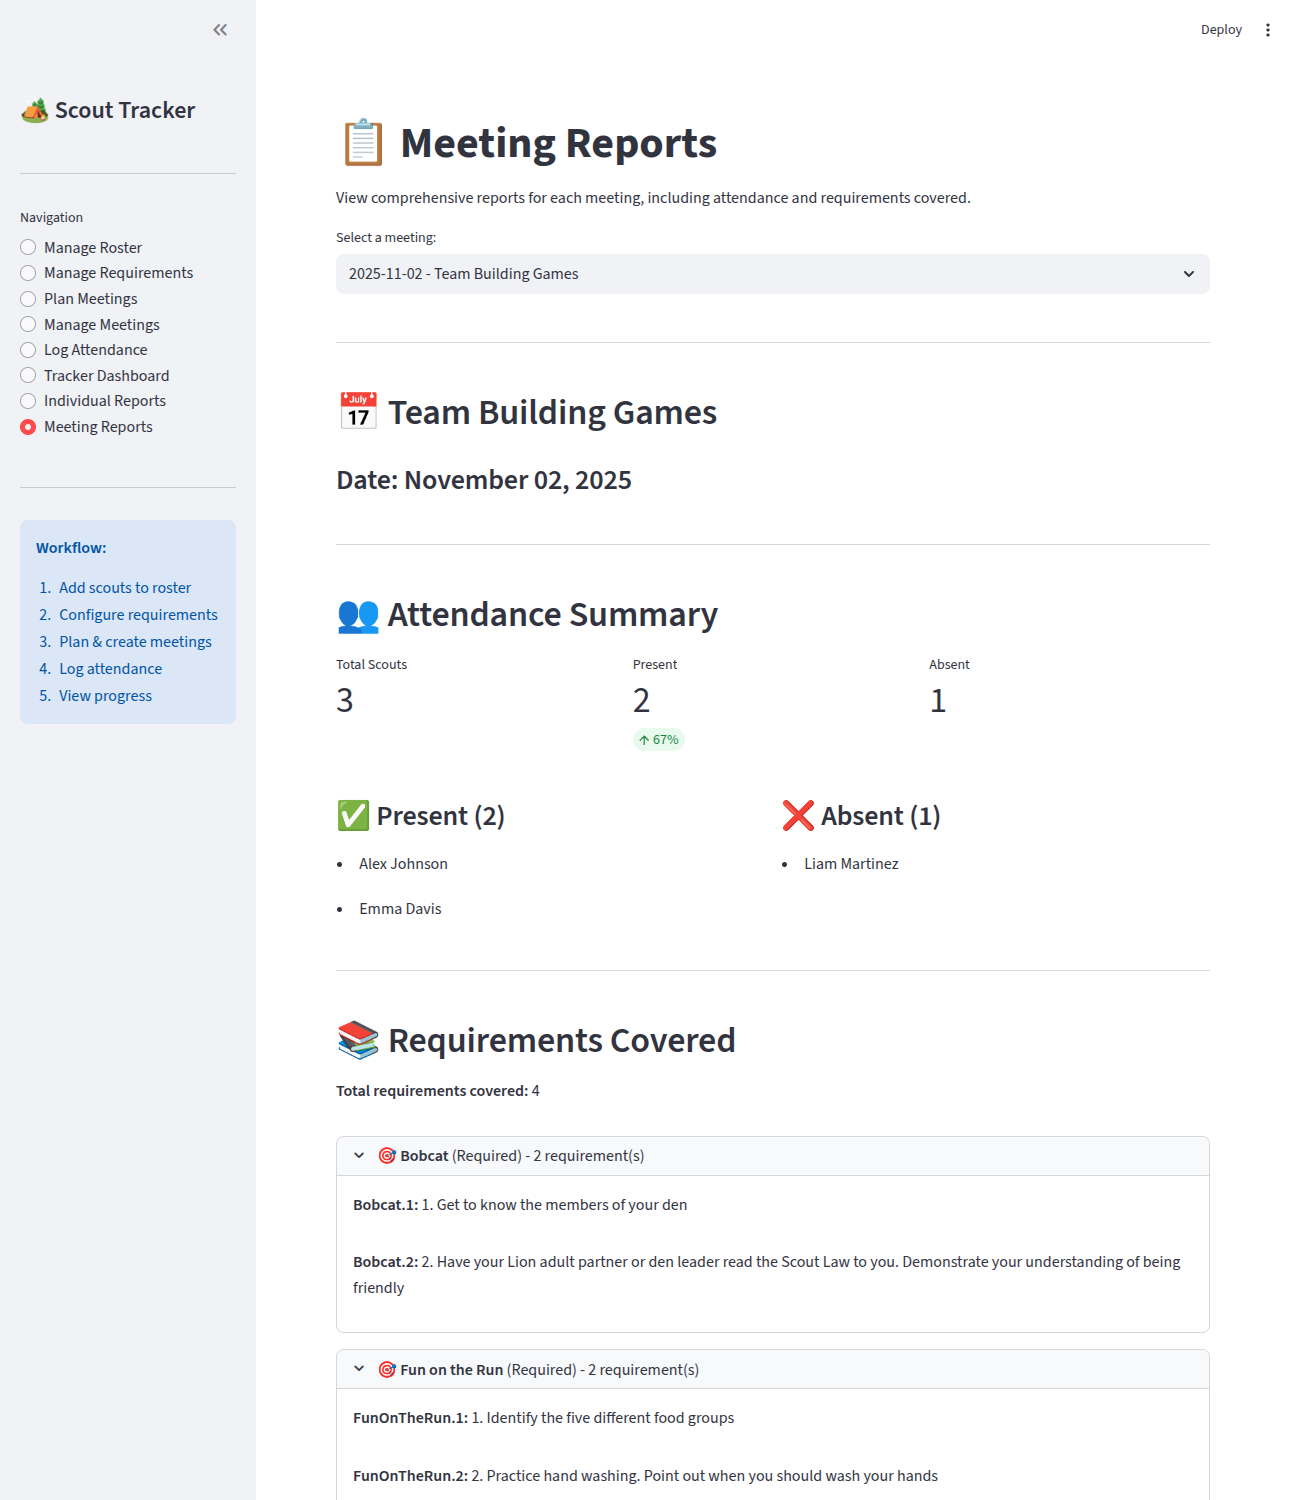 Deploy
Scout Tracker
Navigation
Manage Roster
Manage Requirements
Plan Meetings
Manage Meetings
Log Attendance
Tracker Dashboard
Individual Reports
Meeting Reports
Workflow:
1. Add scouts to roster
2. Configure requirements
3. Plan & create meetings
4. Log attendance
5. View progress
Meeting Reports
View comprehensive reports for each meeting, including attendance and requirements covered.
Select a meeting:
2025-11-02 - Team Building Games
July
17
Team Building Games
Date: November 02, 2025
Attendance Summary
Total Scouts
Present
Absent
3
2
1
67%
Present (2)
Absent (1)
Alex Johnson
Liam Martinez
Emma Davis
Requirements Covered
Total requirements covered: 4
Bobcat (Required) - 2 requirement(s)
Bobcat.1: 1. Get to know the members of your den
Bobcat.2: 2. Have your Lion adult partner or den leader read the Scout Law to you. Demonstrate your understanding of being
friendly
Fun on the Run (Required) - 2 requirement(s)
FunOnTheRun.1: 1. Identify the five different food groups
FunOnTheRun.2: 2. Practice hand washing. Point out when you should wash your hands